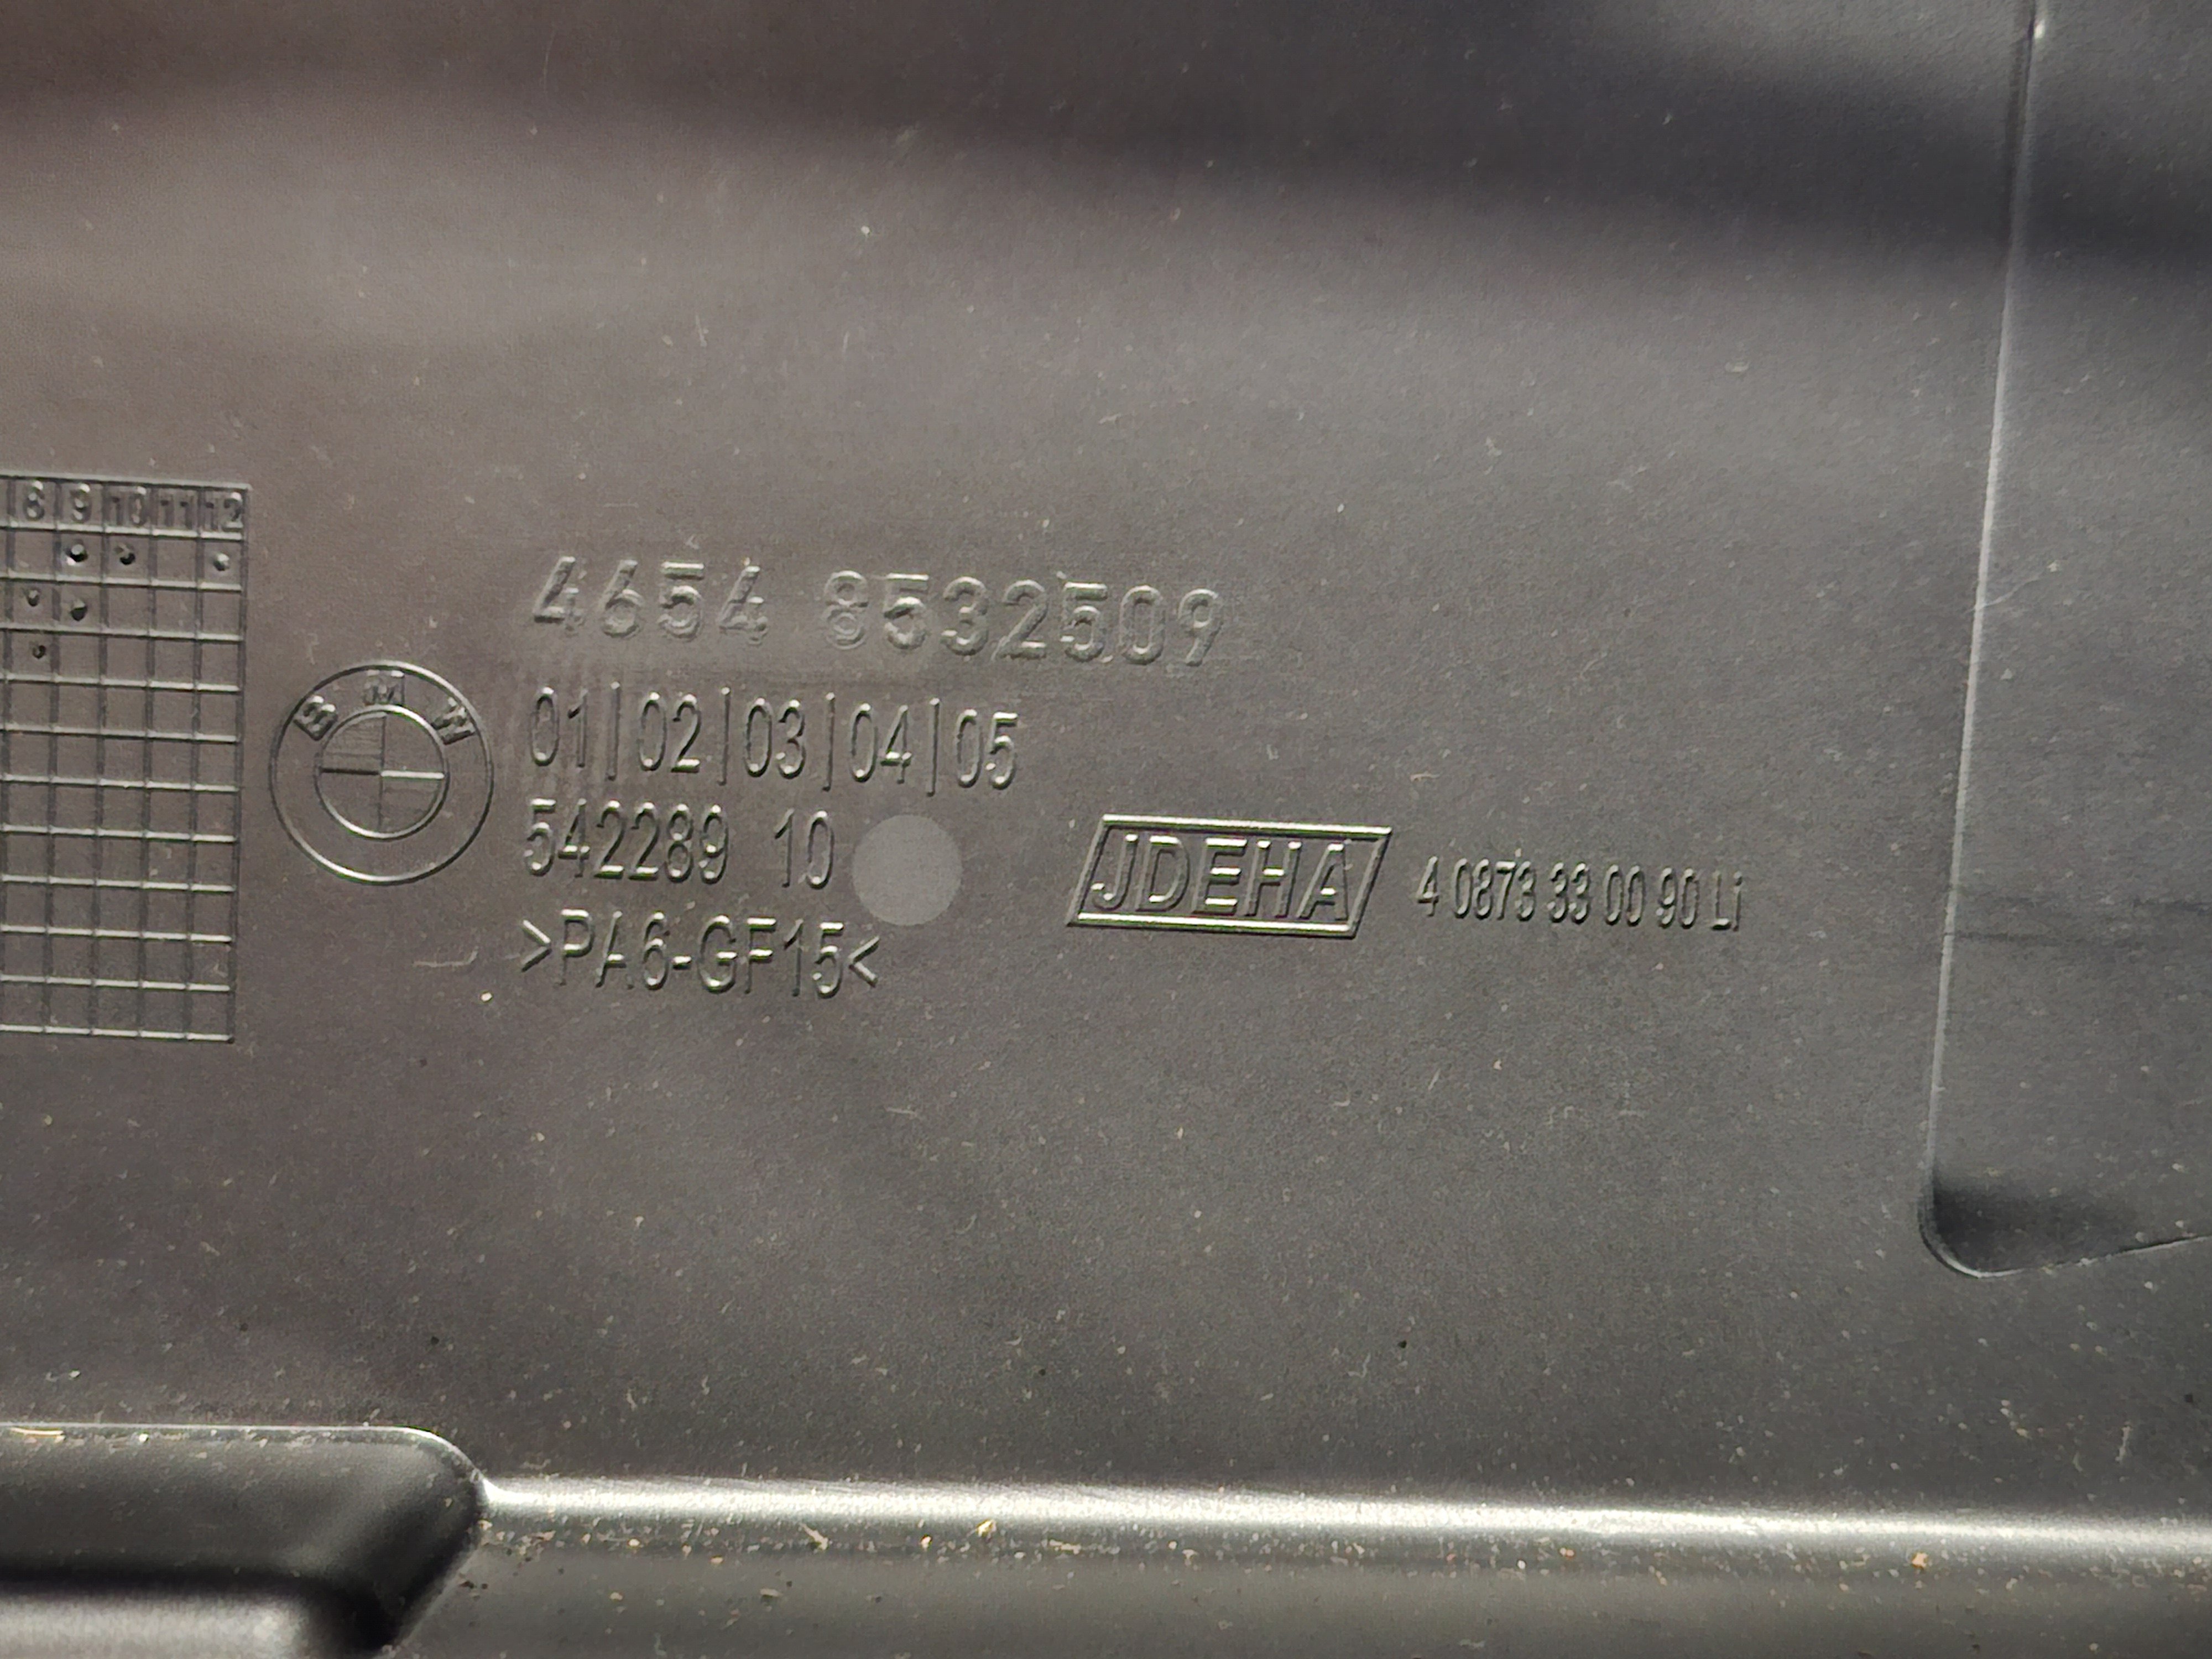 8 9 10 11 12
4654 8532509
BMW
01|02|03|04|05
542289 10
>PA6-GF15<
JDEHA
4 0873 33 00 90 Li